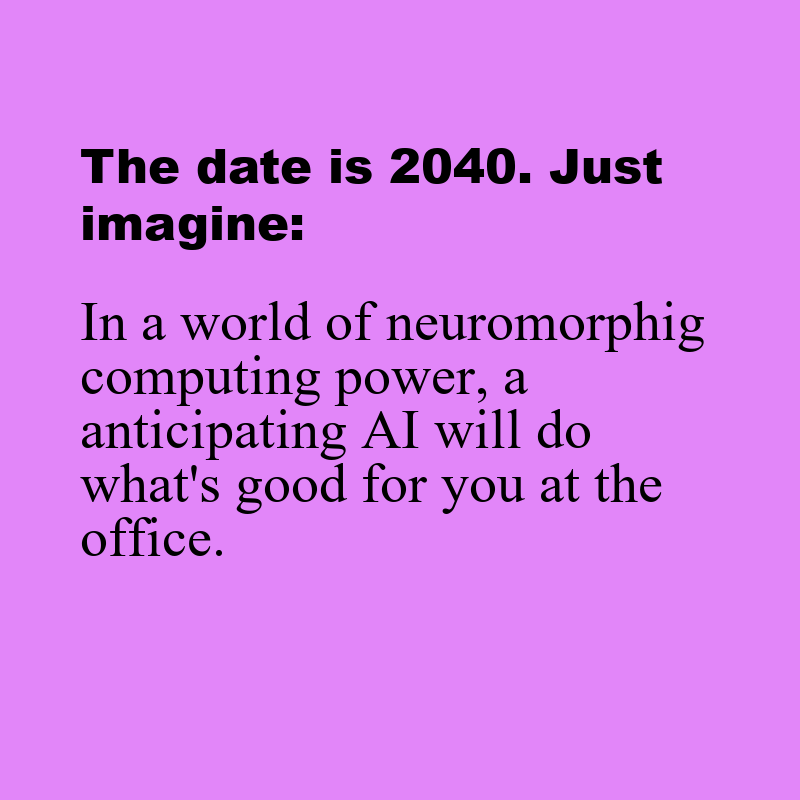 The date is 2040. Just
imagine:
In a world of neuromorphig
computing power, a
anticipating AI will do
what's good for you at the
office.